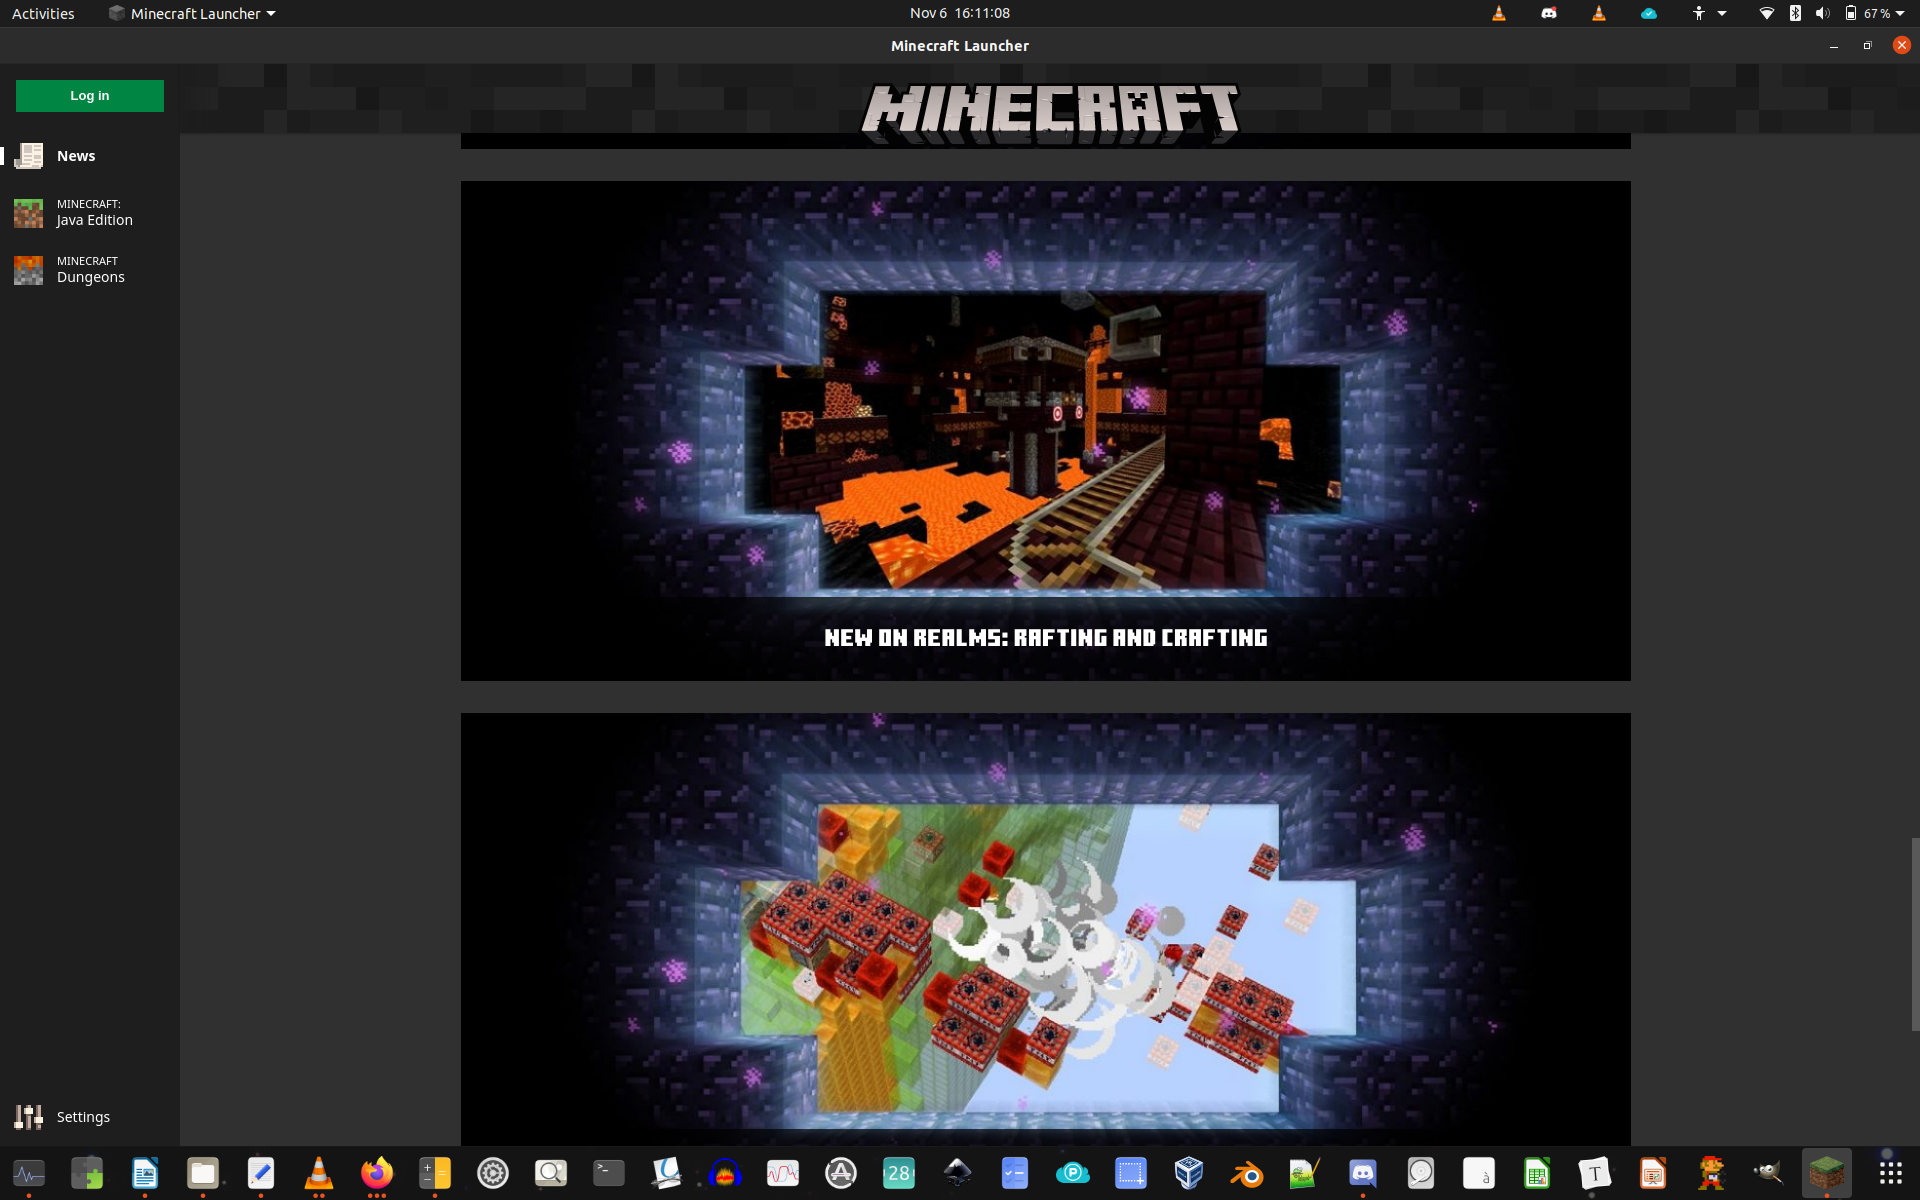 Activities
Minecraft Launcher
Nov 6 16:11:08
67 %
Minecraft Launcher
Log in
MINECRAFT
News
MINECRAFT:
Java Edition
MINECRAFT
Dungeons
NEW ON REALMS: RAFTING AND CRAFTING
Settings
28
à
T